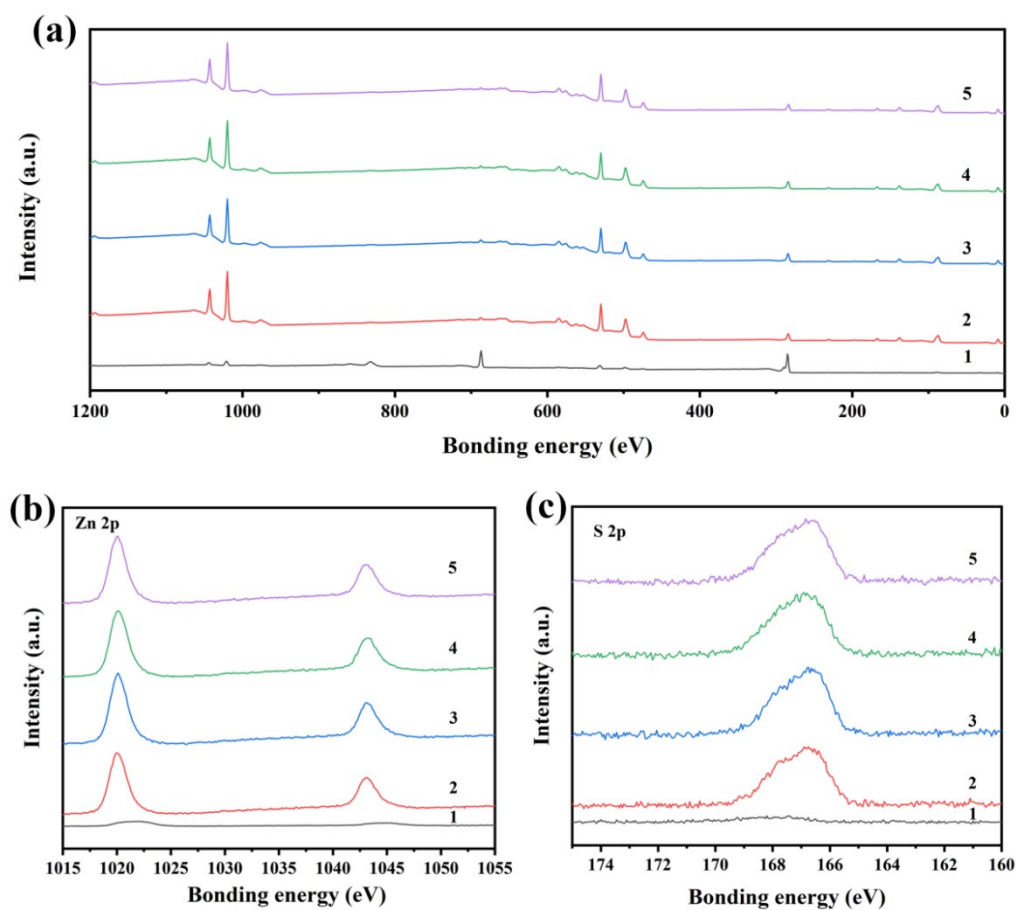 (a)
Intensity (a.u.)
5
4
3
2
1
1200 1000 800 600 400 200 0
Bonding energy (eV)
(b)
Zn 2p
Intensity (a.u.)
5
4
3
2
1
1015 1020 1025 1030 1035 1040 1045 1050 1055
Bonding energy (eV)
(c)
S 2p
Intensity (a.u.)
5
4
3
2
1
174 172 170 168 166 164 162 160
Bonding energy (eV)